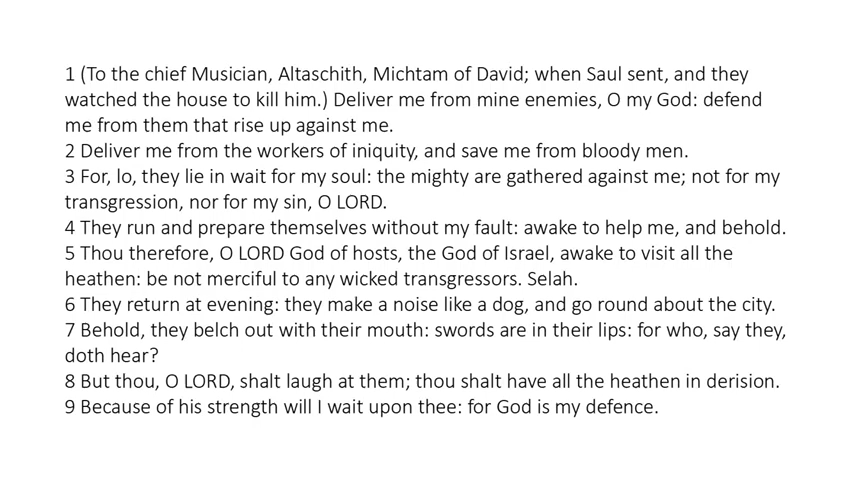 1 (To the chief Musician, Altaschith, Michtam of David; when Saul sent, and they
watched the house to kill him.) Deliver me from mine enemies, O my God: defend
me from them that rise up against me.
2 Deliver me from the workers of iniquity, and save me from bloody men.
3 For, lo, they lie in wait for my soul: the mighty are gathered against me; not for my
transgression, nor for my sin, O LORD.
4 They run and prepare themselves without my fault: awake to help me, and behold.
5 Thou therefore, O LORD God of hosts, the God of Israel, awake to visit all the
heathen: be not merciful to any wicked transgressors. Selah.
6 They return at evening: they make a noise like a dog, and go round about the city.
7 Behold, they belch out with their mouth: swords are in their lips: for who, say they,
doth hear?
8 But thou, O LORD, shalt laugh at them; thou shalt have all the heathen in derision.
9 Because of his strength will I wait upon thee: for God is my defence.